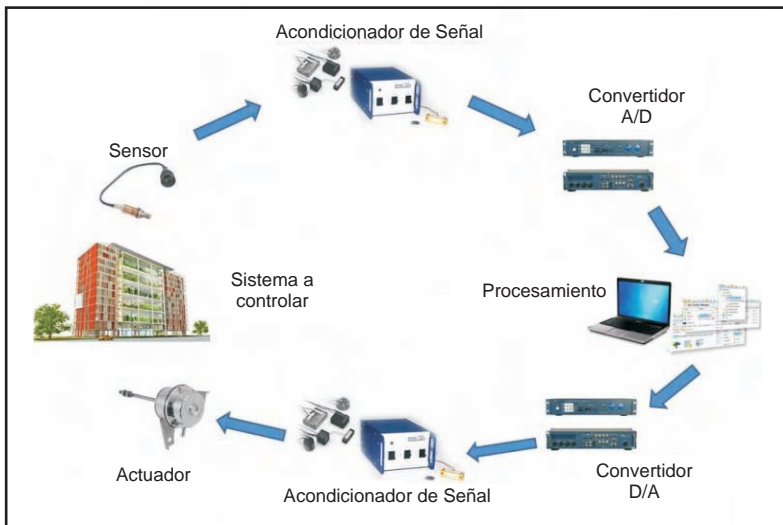 Acondicionador de Señal
Convertidor
A/D
Sensor
Sistema a
controlar
Procesamiento
Actuador
Acondicionador de Señal
Convertidor
D/A